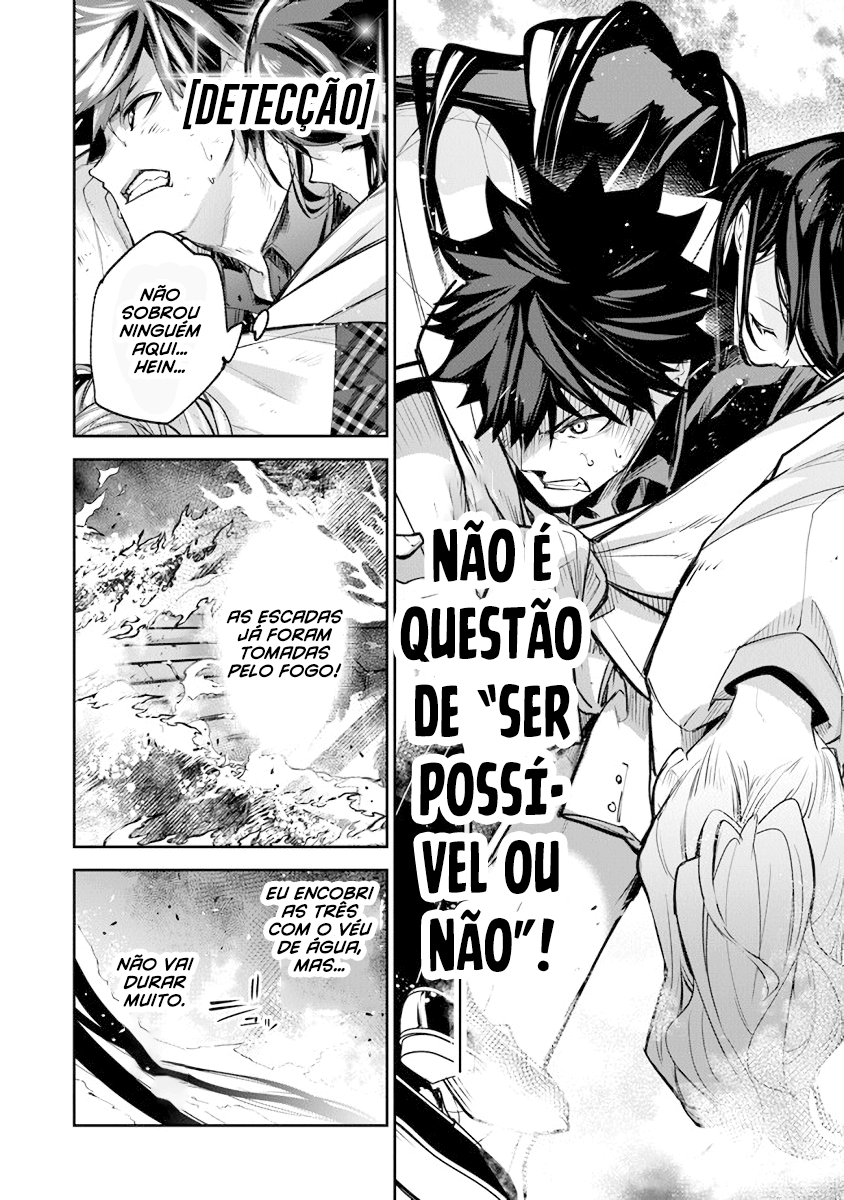 NÃO É
QUESTÃO
DE “SER
POSSÍ-
VEL OU
NÃO”!
[DETECÇÃO]
NÃO
SOBROU
NINGUÉM
AQUI...
HEIN...
AS ESCADAS
JÁ FORAM
TOMADAS
PELO FOGO!
EU ENCOBRI
AS TRÊS
COM O VÉU
DE ÁGUA,
MAS...
NÃO VAI
DURAR
MUITO.